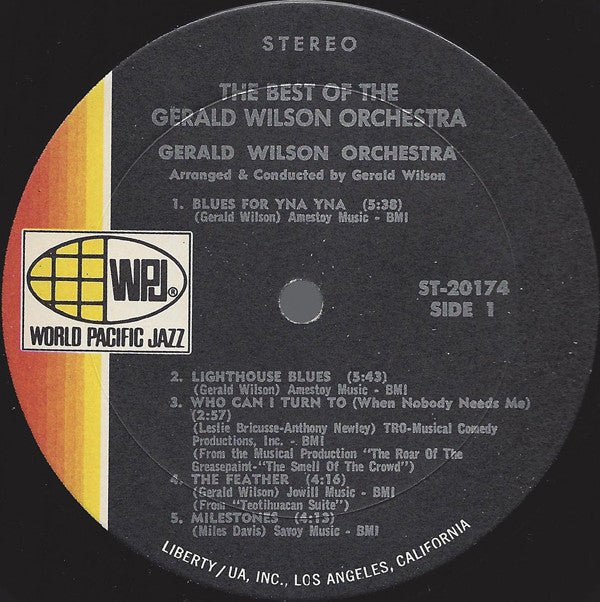 STEREO
THE BEST OF THE
GERALD WILSON ORCHESTRA
GERALD WILSON ORCHESTRA
Arranged & Conducted by Gerald Wilson
1. BLUES FOR YNA YNA (5:38)
(Gerald Wilson) Amestoy Music - BMI
WPJ®
WORLD PACIFIC JAZZ
ST-20174
SIDE 1
2. LIGHTHOUSE BLUES (5:43)
(Gerald Wilson) Amestoy Music - BMI
3. WHO CAN I TURN TO (When Nobody Needs Me)
(2:57)
(Leslie Bricusse-Anthony Newley) TRO-Musical Comedy
Productions, Inc. - BMI
(From the Musical Production "The Roar Of The
Greasepaint-"The Smell Of The Crowd")
4. THE FEATHER (4:16)
(Gerald Wilson) Jowill Music - BMI
(From "Teotihuacan Suite")
5. MILESTONES (4:13)
(Miles Davis) Savoy Music - BMI
LIBERTY/UA, INC., LOS ANGELES, CALIFORNIA